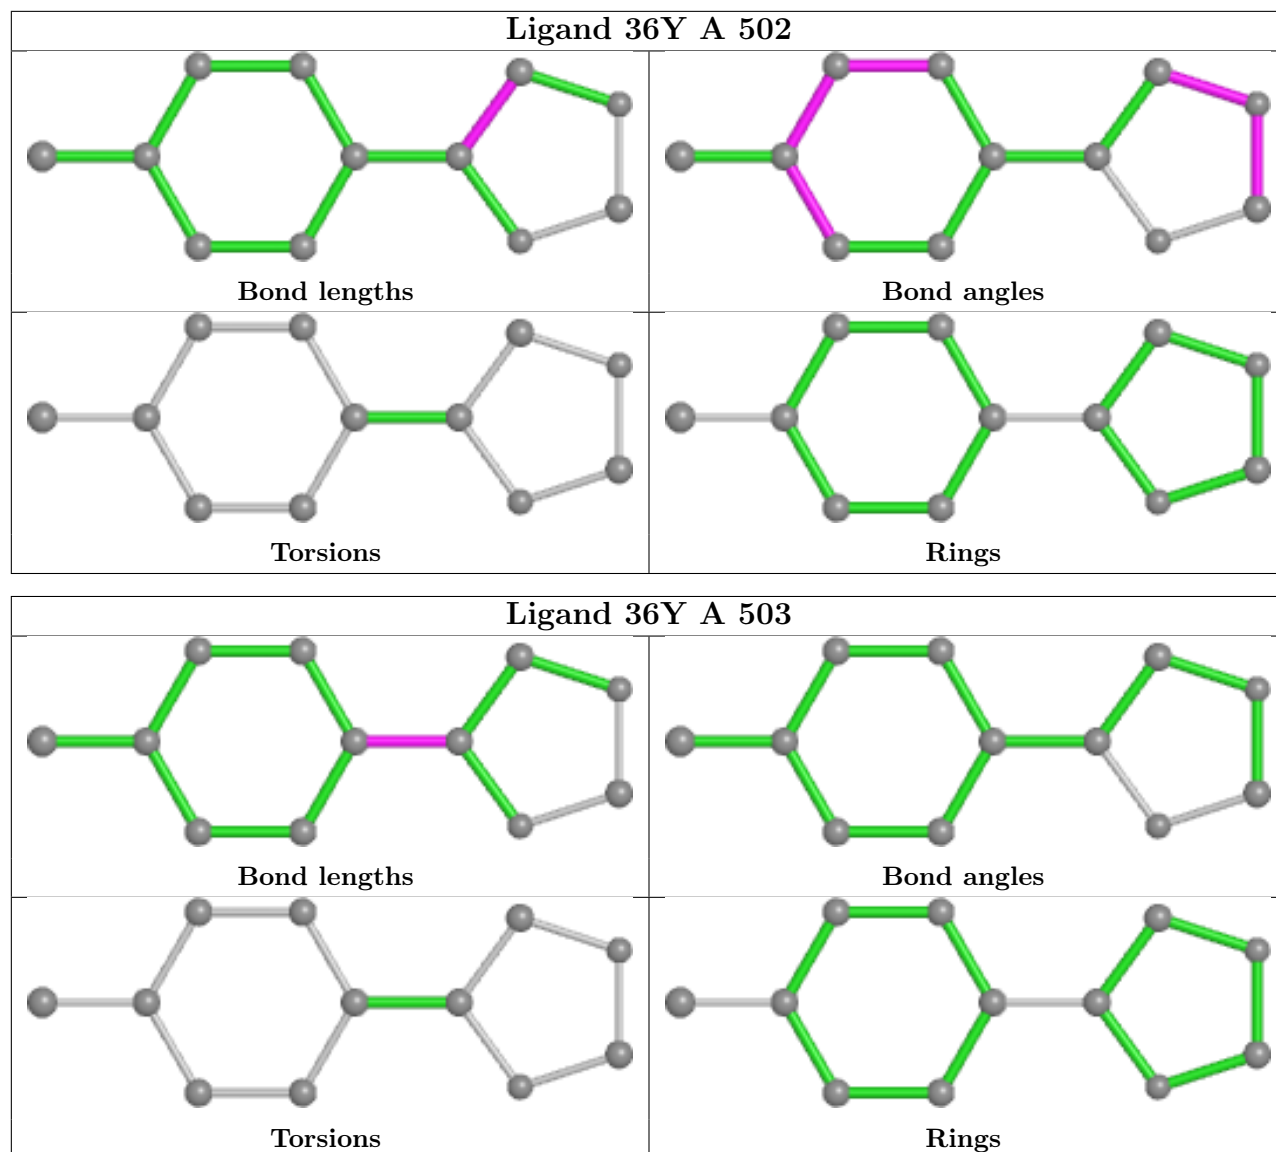 Ligand 36Y A 502
Bond lengths
Bond angles
Torsions
Rings
Ligand 36Y A 503
Bond lengths
Bond angles
Torsions
Rings